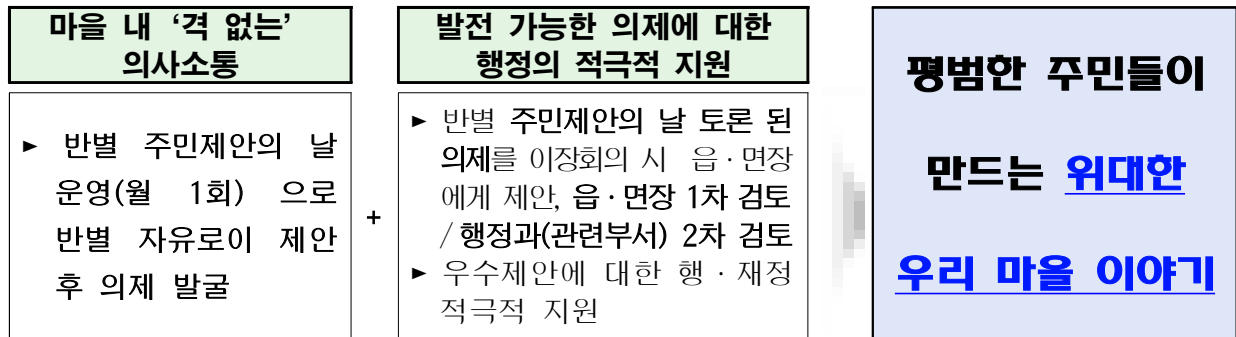 마을 내 ‘격 없는’
의사소통
► 반별 주민제안의 날
운영(월 1회) 으로
반별 자유로이 제안
후 의제 발굴
+
발전 가능한 의제에 대한
행정의 적극적 지원
► 반별 주민제안의 날 토론 된
의제를 이장회의 시 읍·면장
에게 제안, 읍·면장 1차 검토
/ 행정과(관련부서) 2차 검토
► 우수제안에 대한 행·재정
적극적 지원
평범한 주민들이
만드는 위대한
우리 마을 이야기